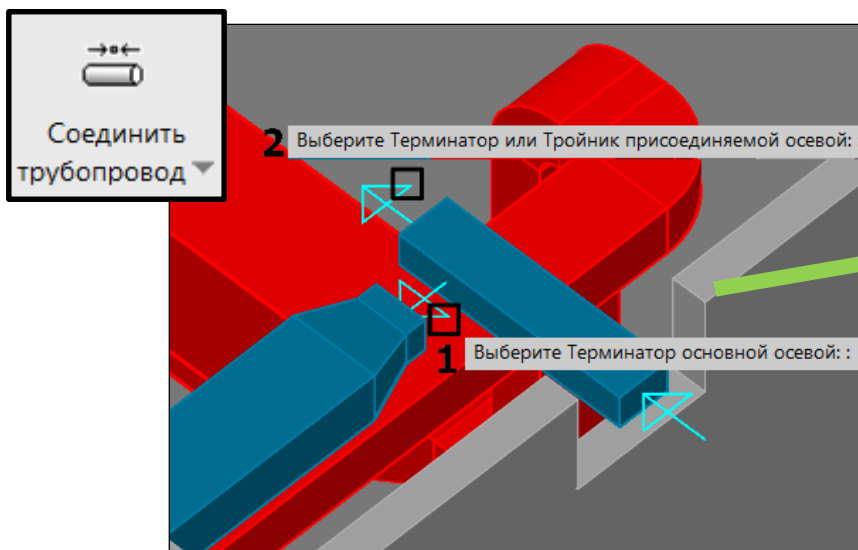 Соединить
трубопровод
2 Выберите Терминатор или Тройник присоединяемой осевой: :
1 Выберите Терминатор основной осевой: :